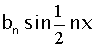 bₙ sin ½ nx